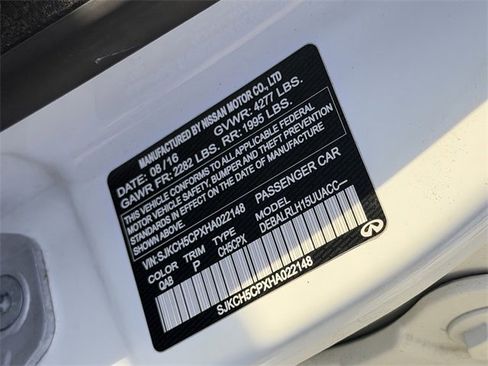 MANUFACTURED BY NISSAN MOTOR CO., LTD
DATE: 08 / 16 GVWR: 4277 LBS.
GAWR FR: 2282 LBS. RR: 1995 LBS.
THIS VEHICLE CONFORMS TO ALL APPLICABLE FEDERAL
MOTOR VEHICLE SAFETY, BUMPER, AND THEFT PREVENTION
STANDARDS IN EFFECT ON THE DATE OF MANUFACTURE
SHOWN ABOVE.
VIN: SJKCH5CPXHA022148 PASSENGER CAR
COLOR TRIM TYPE MODEL
QAB P CH5CPX DEBALRLH15UUACC--
SJKCH5CPXHA022148